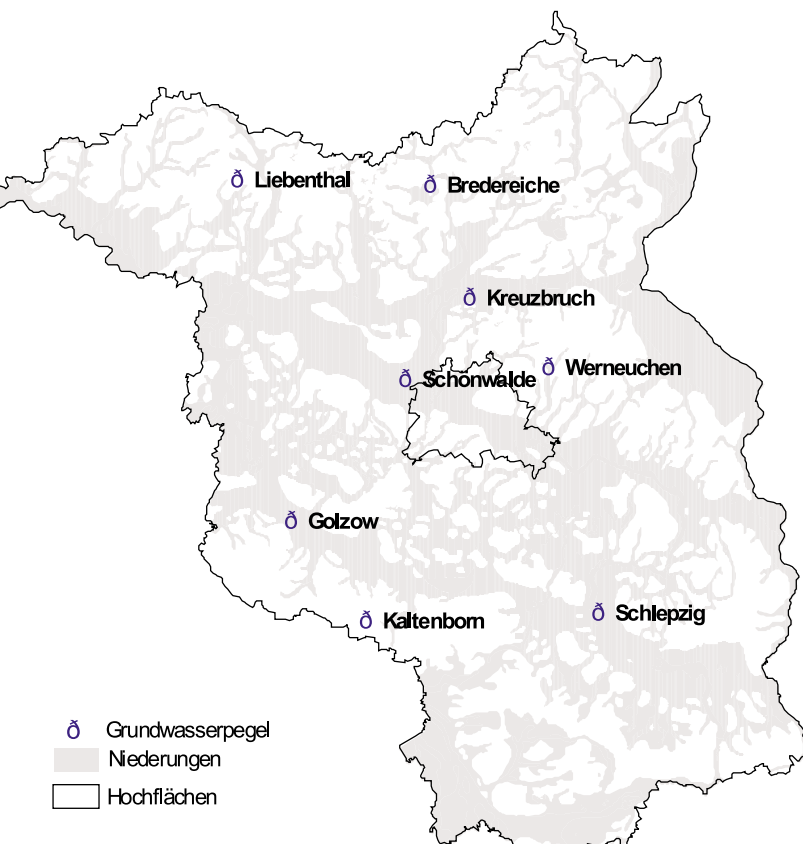 ð Liebenthal
ð Bredereiche
ð Kreuzbruch
ð Werneuchen
ð Schönwalde
ð Golzow
ð Schlepzig
ð Kaltenborn
ð Grundwasserpegel
Niederungen
Hochflächen